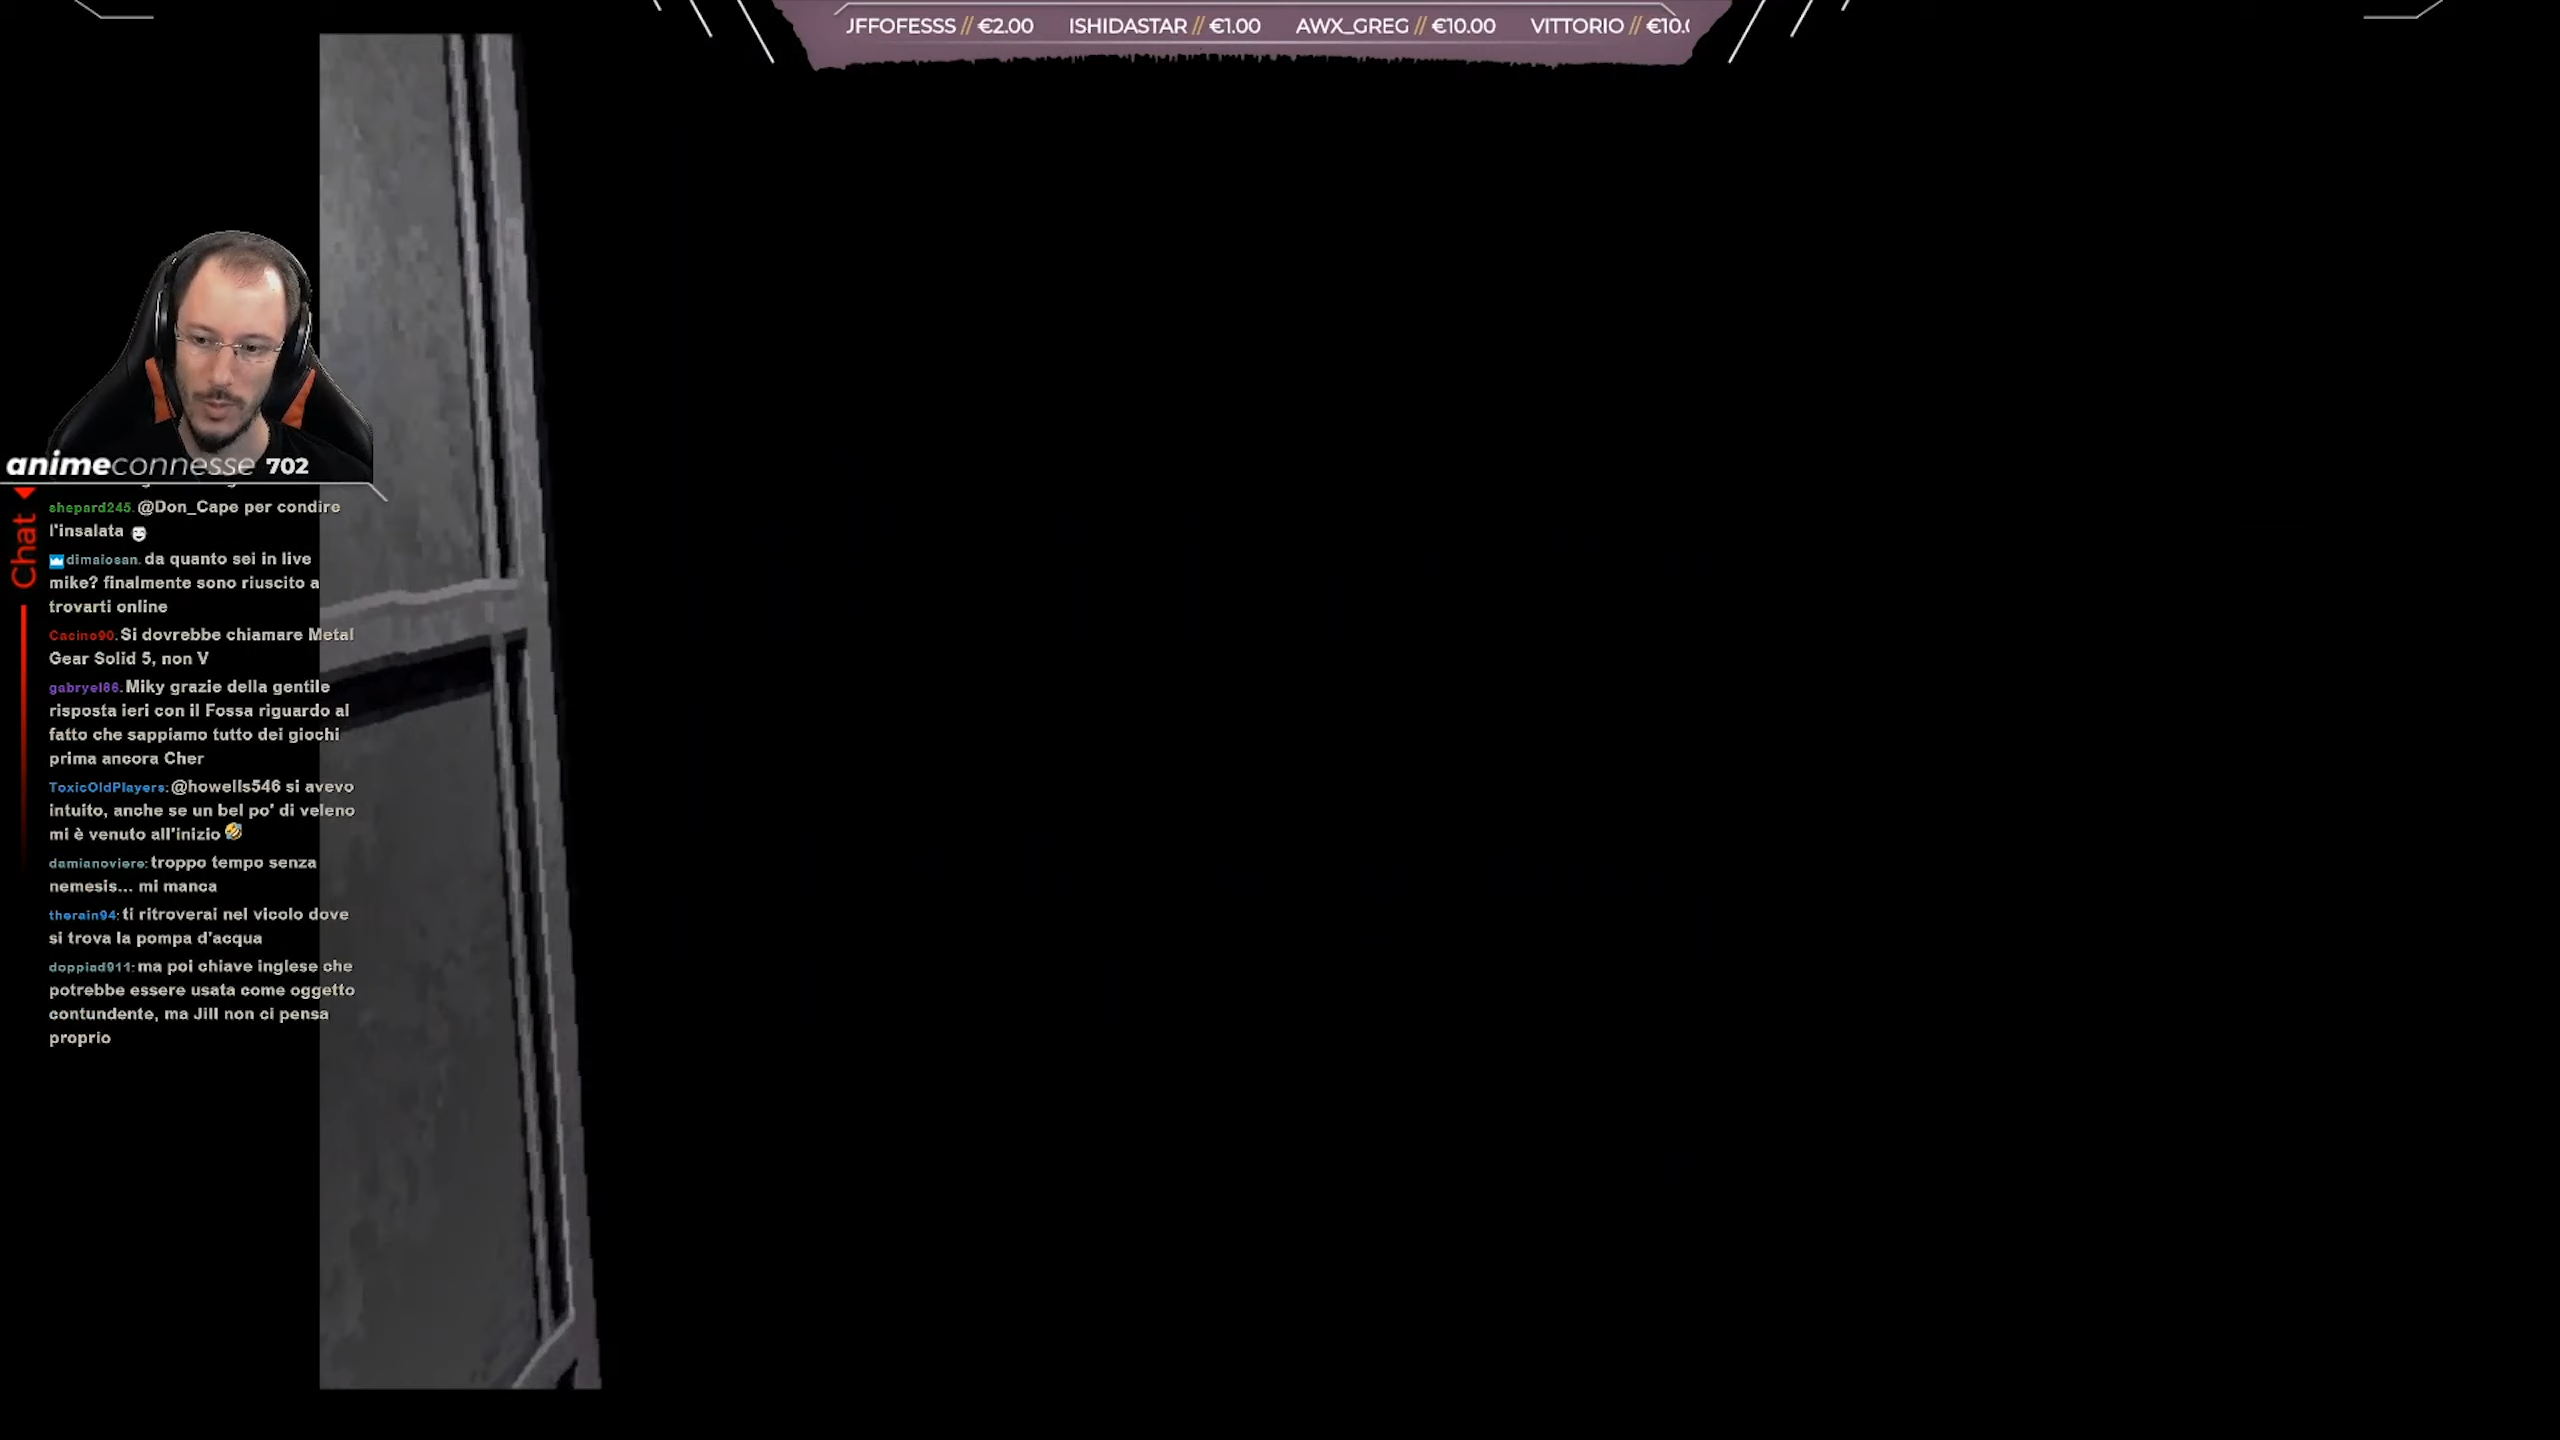 JFFOFESSS // €2.00 ISHIDASTAR // €1.00 AWX_GREG // €10.00 VITTORIO // €10.0
animeconnesse 702
Chat
shepard245. @Don_Cape per condire
l'insalata
dimaiosan. da quanto sei in live
mike? finalmente sono riuscito a
trovarti online
Cacino90. Si dovrebbe chiamare Metal
Gear Solid 5, non V
gabryel86. Miky grazie della gentile
risposta ieri con il Fossa riguardo al
fatto che sappiamo tutto dei giochi
prima ancora Cher
ToxicOldPlayers: @howells546 si avevo
intuito, anche se un bel po' di veleno
mi è venuto all'inizio 🤣
damianoviere: troppo tempo senza
nemesis... mi manca
therain94: ti ritroverai nel vicolo dove
si trova la pompa d'acqua
doppiad911: ma poi chiave inglese che
potrebbe essere usata come oggetto
contundente, ma Jill non ci pensa
proprio